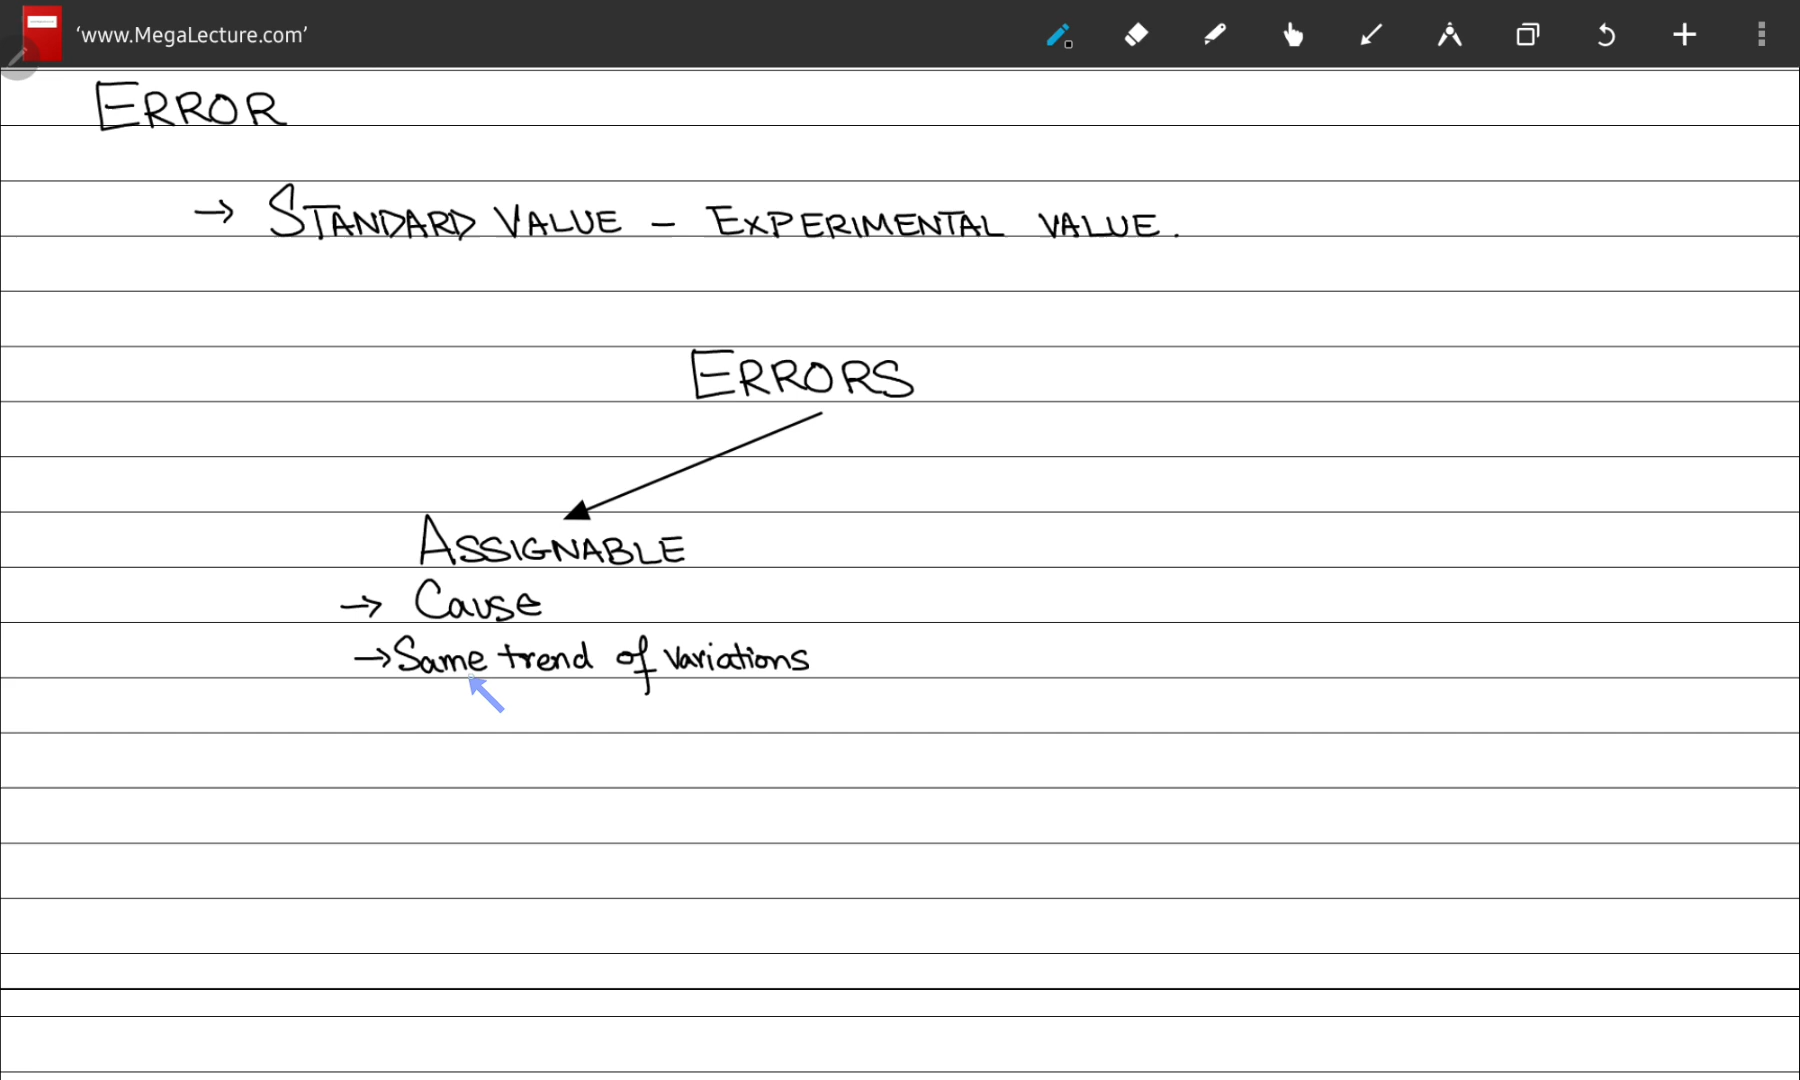 ‘www.MegaLecture.com’
ERROR
→ STANDARD VALUE - EXPERIMENTAL VALUE.
ERRORS
ASSIGNABLE
→ Cause
→ Same trend of variations